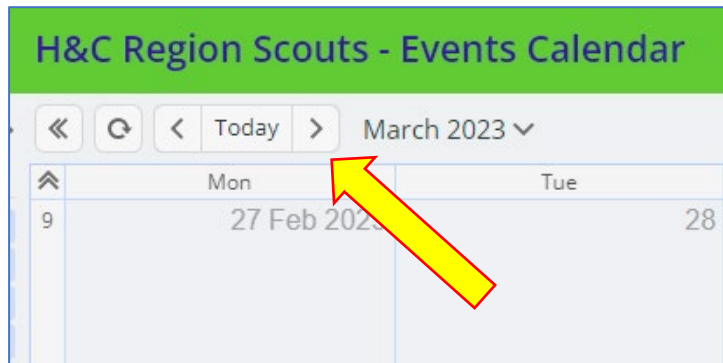 H&C Region Scouts - Events Calendar
Today March 2023
Mon Tue
9 27 Feb 2023 28